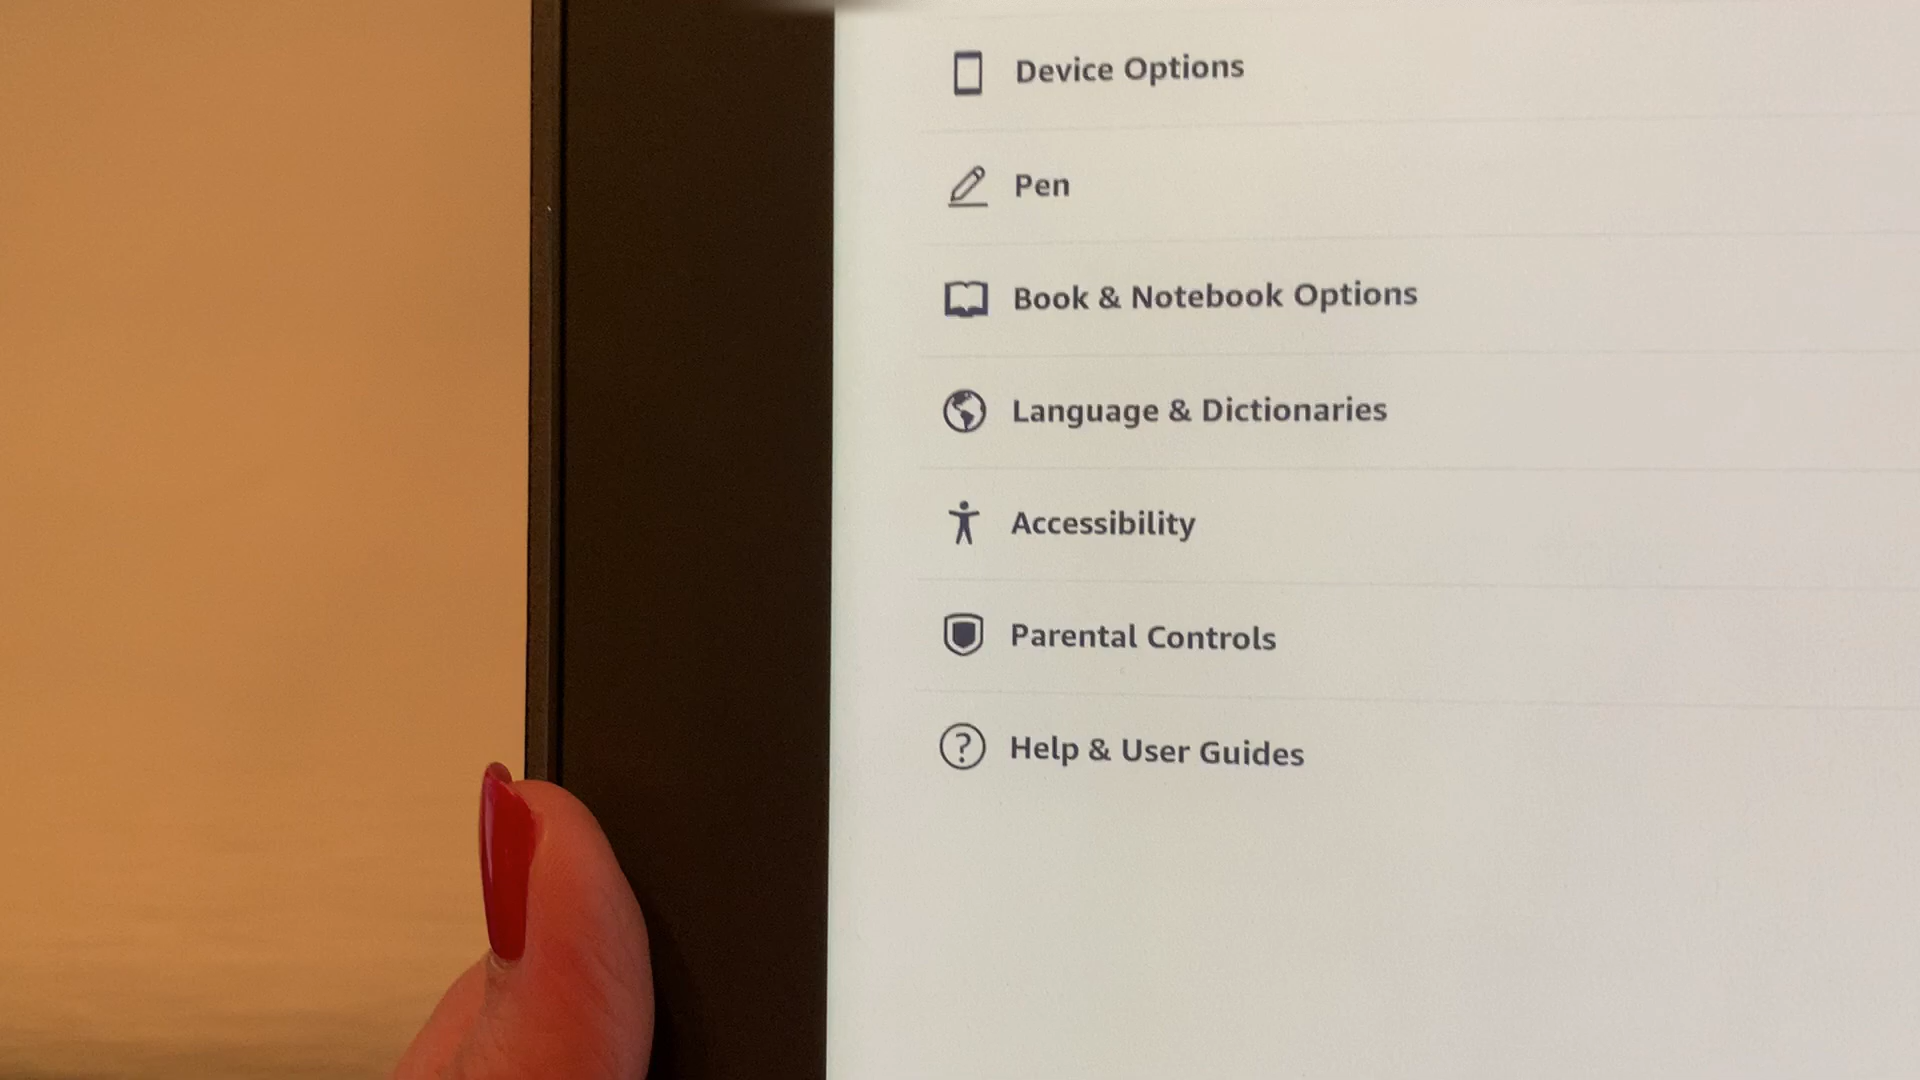 Device Options
Pen
Book & Notebook Options
Language & Dictionaries
Accessibility
Parental Controls
Help & User Guides